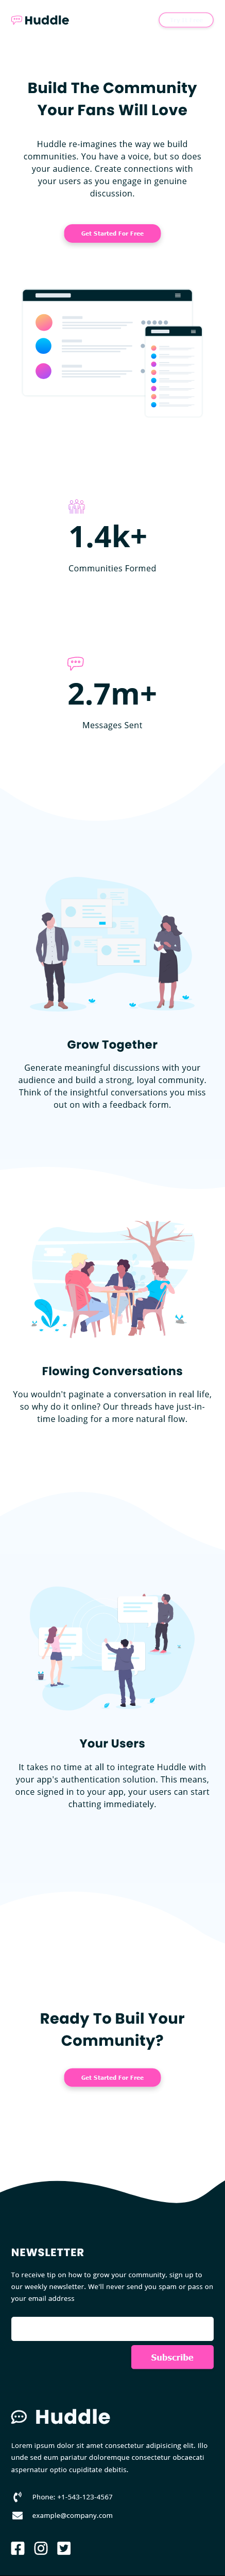 Huddle
Build The Community
Your Fans Will Love
Huddle re-imagines the way we build
communities. You have a voice, but so does
your audience. Create connections with
your users as you engage in genuine
discussion.
Get Started For Free
1.4k+
Communities Formed
2.7m+
Messages Sent
Grow Together
Generate meaningful discussions with your
audience and build a strong, loyal community.
Think of the insightful conversations you miss
out on with a feedback form.
Flowing Conversations
You wouldn't paginate a conversation in real life,
so why do it online? Our threads have just-in-
time loading for a more natural flow.
Your Users
It takes no time at all to integrate Huddle with
your app's authentication solution. This means,
once signed in to your app, your users can start
chatting immediately.
Ready To Buil Your
Community?
Get Started For Free
NEWSLETTER
To receive tip on how to grow your community, sign up to
our weekly newsletter. We'll never send you spam or pass on
your email address
Subscribe
Huddle
Lorem ipsum dolor sit amet consectetur adipisicing elit. Illo
unde sed eum pariatur doloremque consectetur obcaecati
aspernatur optio cupiditate debitis.
Phone: +1-543-123-4567
example@company.com